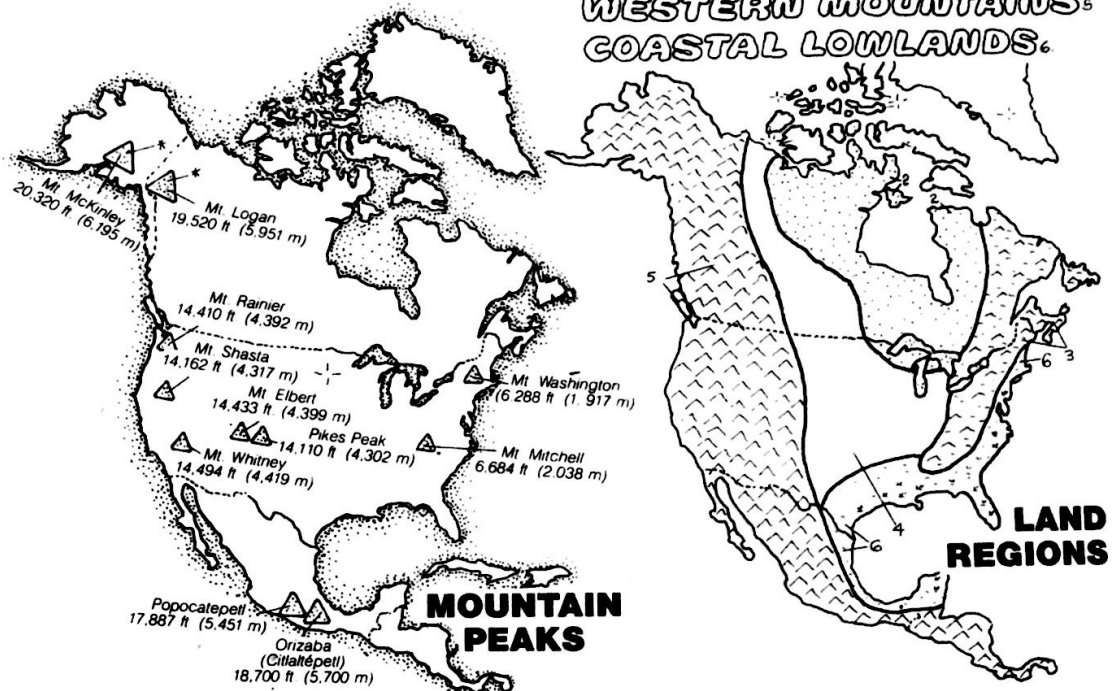 WESTERN MOUNTAINS5
COASTAL LOWLANDS6
*
*
Mt. McKinley
20.320 ft (6.195 m)
Mt. Logan
19.520 ft (5.951 m)
Mt. Rainier
14.410 ft (4.392 m)
Mt. Shasta
14.162 ft (4.317 m)
Mt Elbert
14.433 ft. (4.399 m)
Pikes Peak
14.110 ft (4.302 m)
Mt. Whitney
14.494 ft (4.419 m)
Mt Washington
(6.288 ft (1.917 m)
Mt. Mitchell
6.684 ft (2.038 m)
Popocatepetl
17.887 ft (5.451 m)
Orizaba
(Citlaltépetl)
18.700 ft (5.700 m)
MOUNTAIN
PEAKS
2
2
5
5
3
6
4
6
LAND
REGIONS